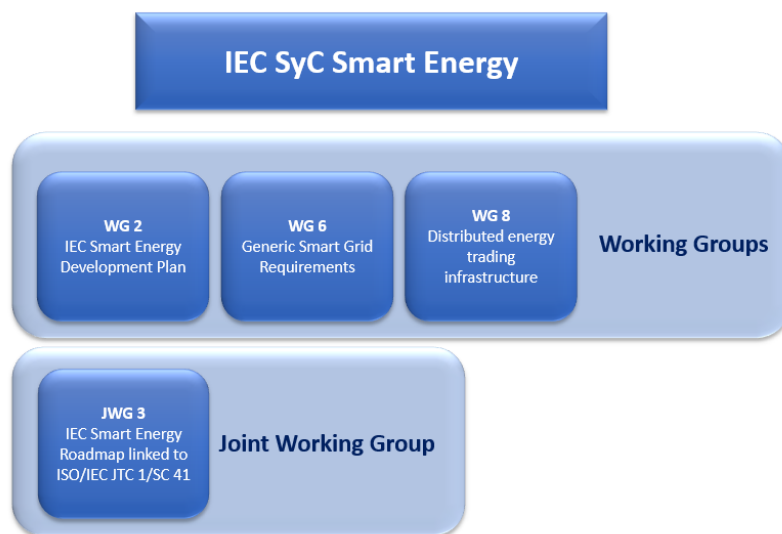 IEC SyC Smart Energy
WG 2
IEC Smart Energy
Development Plan
WG 6
Generic Smart Grid
Requirements
WG 8
Distributed energy
trading
infrastructure
Working Groups
JWG 3
IEC Smart Energy
Roadmap linked to
ISO/IEC JTC 1/SC 41
Joint Working Group